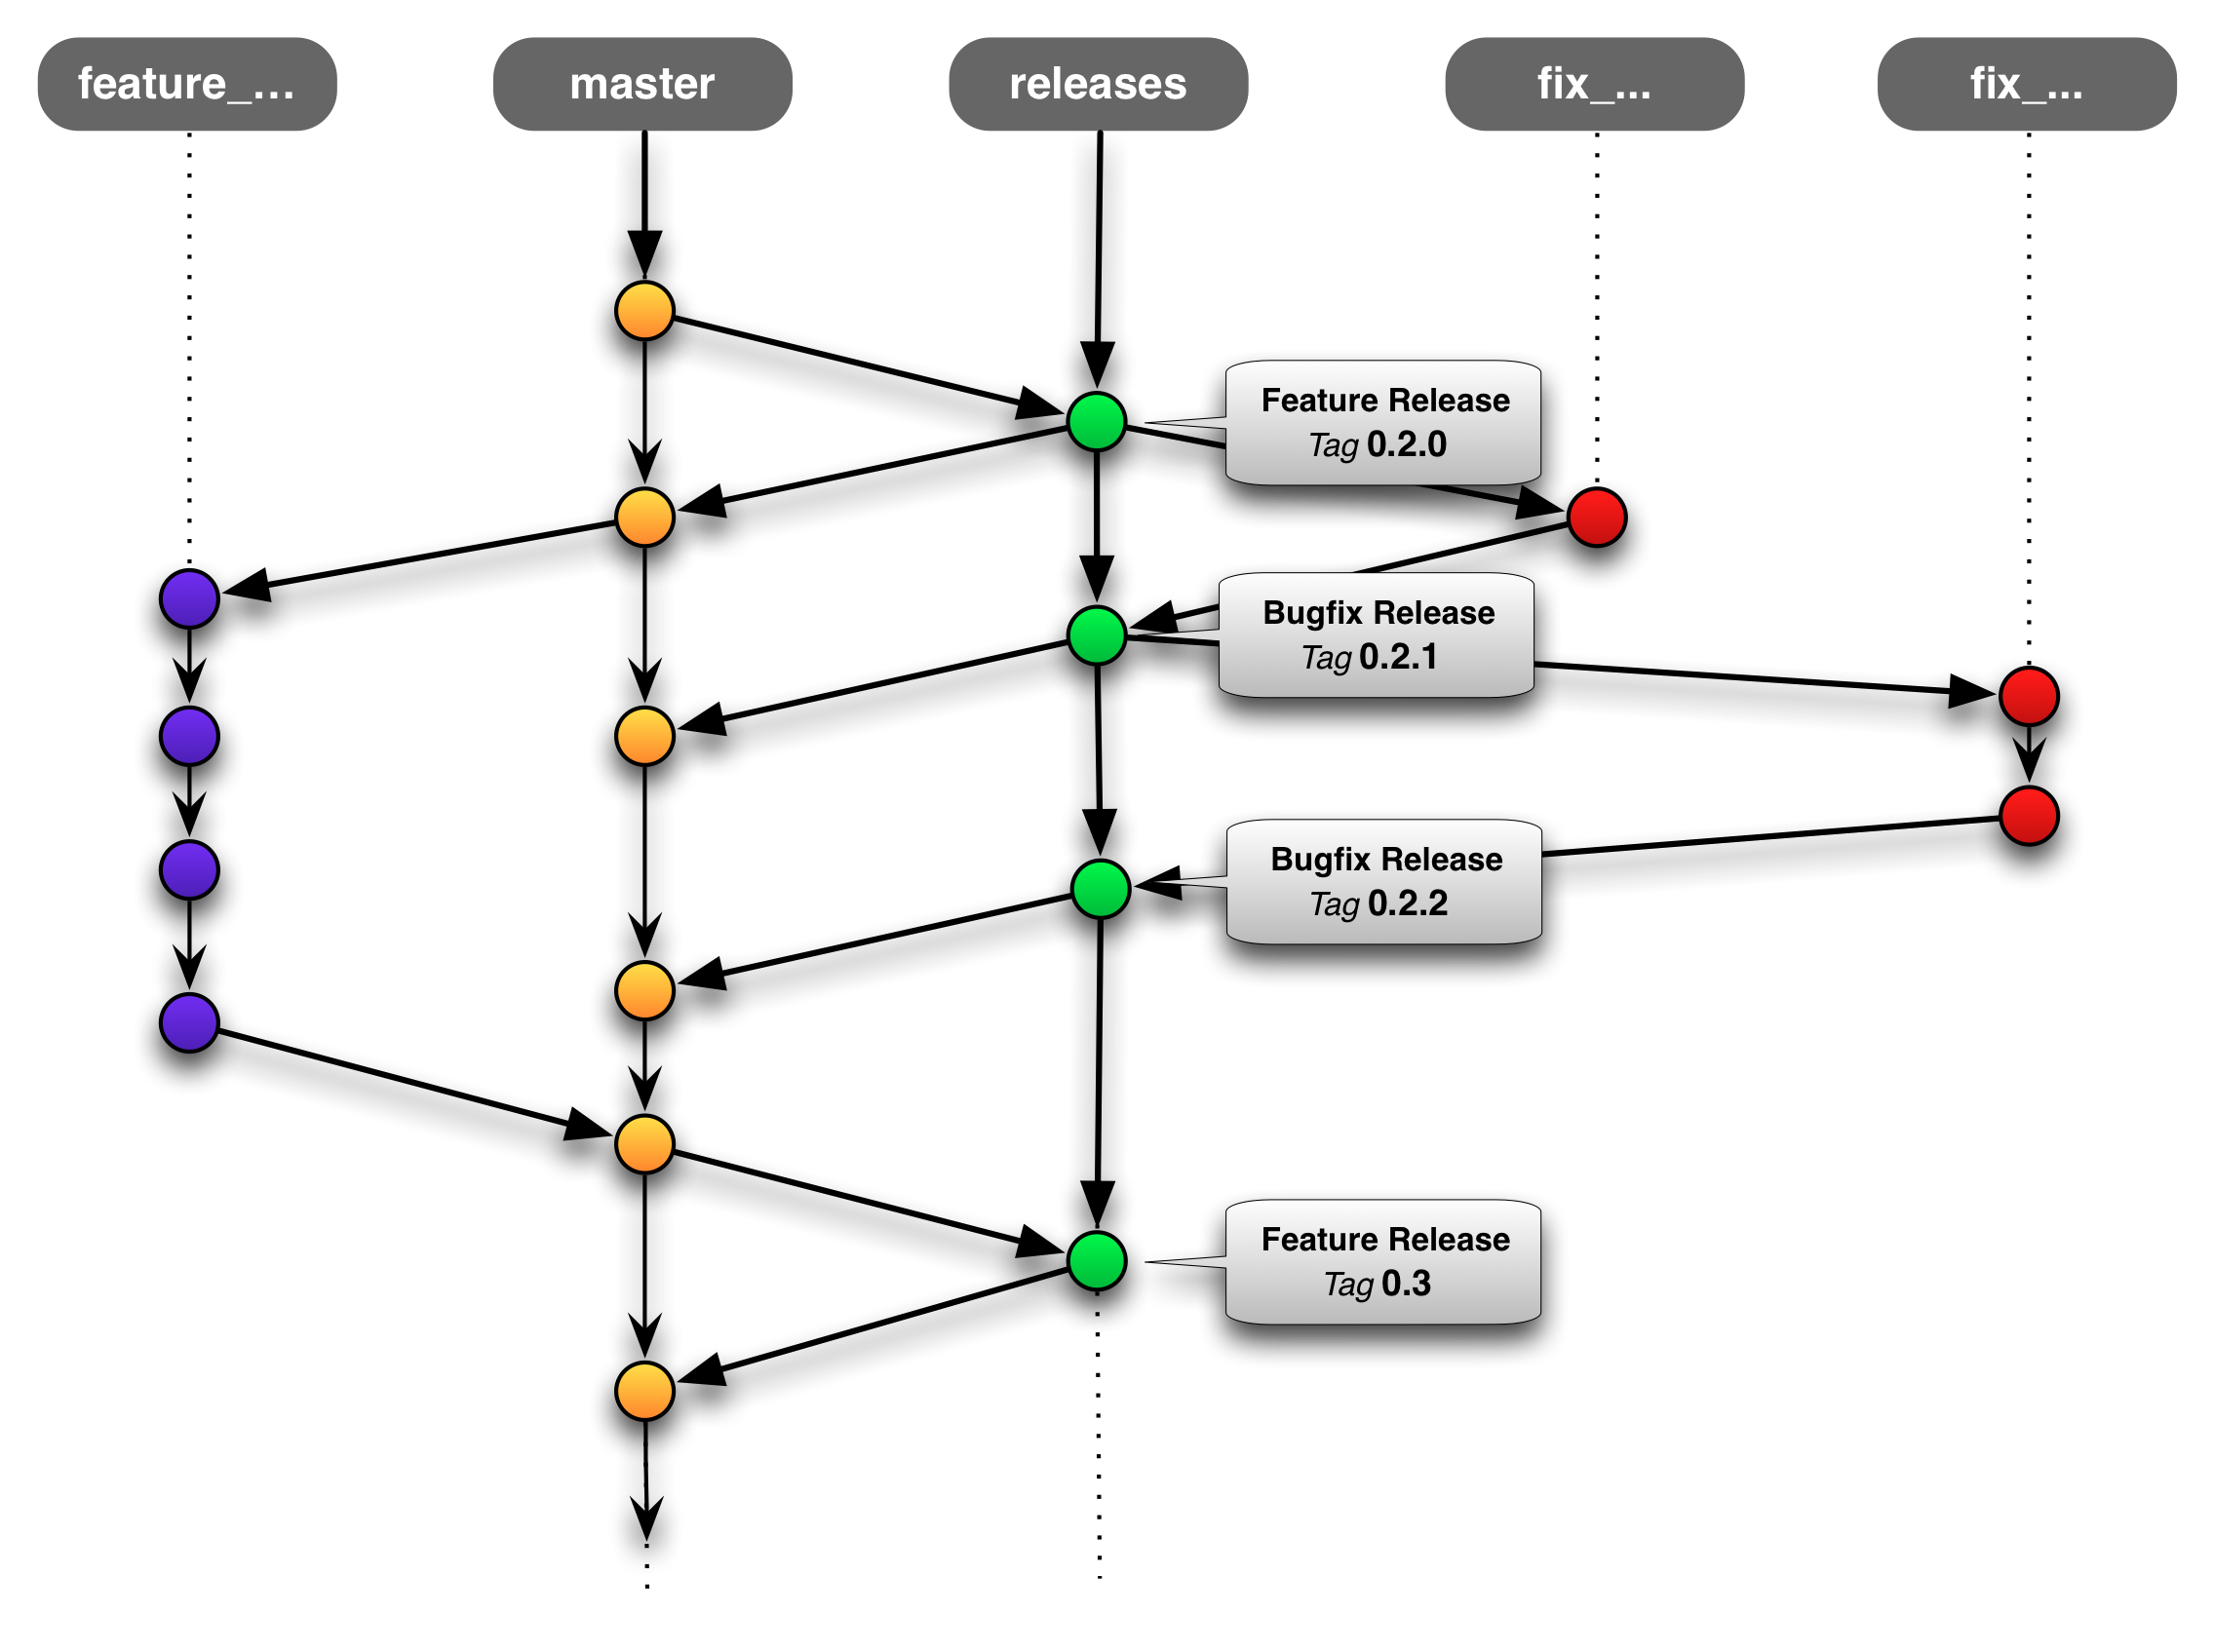 feature_...
master
releases
fix_...
fix_...
Feature Release
Tag 0.2.0
Bugfix Release
Tag 0.2.1
Bugfix Release
Tag 0.2.2
Feature Release
Tag 0.3